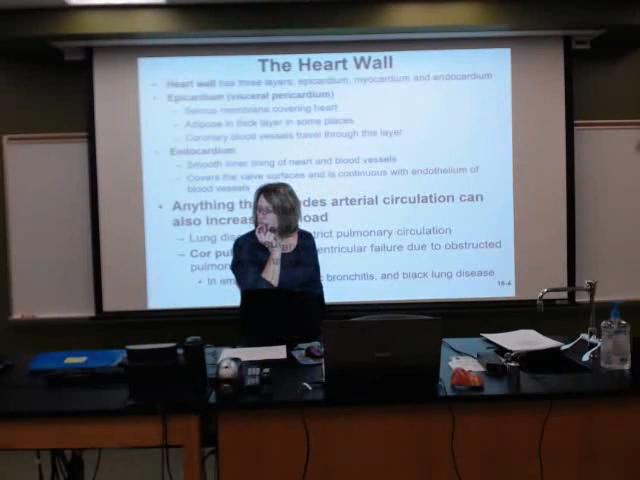 The Heart Wall
– Heart wall has three layers: epicardium, myocardium and endocardium
• Epicardium (visceral pericardium)
– Serous membrane covering heart
– Adipose in thick layer in some places
– Coronary blood vessels travel through this layer
• Endocardium
– Smooth inner lining of heart and blood vessels
– Covers the valve surfaces and is continuous with endothelium of
blood vessels
• Anything th des arterial circulation can
also increas load
– Lung dise trict pulmonary circulation
– Cor pul entricular failure due to obstructed
pulmon
• In em c bronchitis, and black lung disease